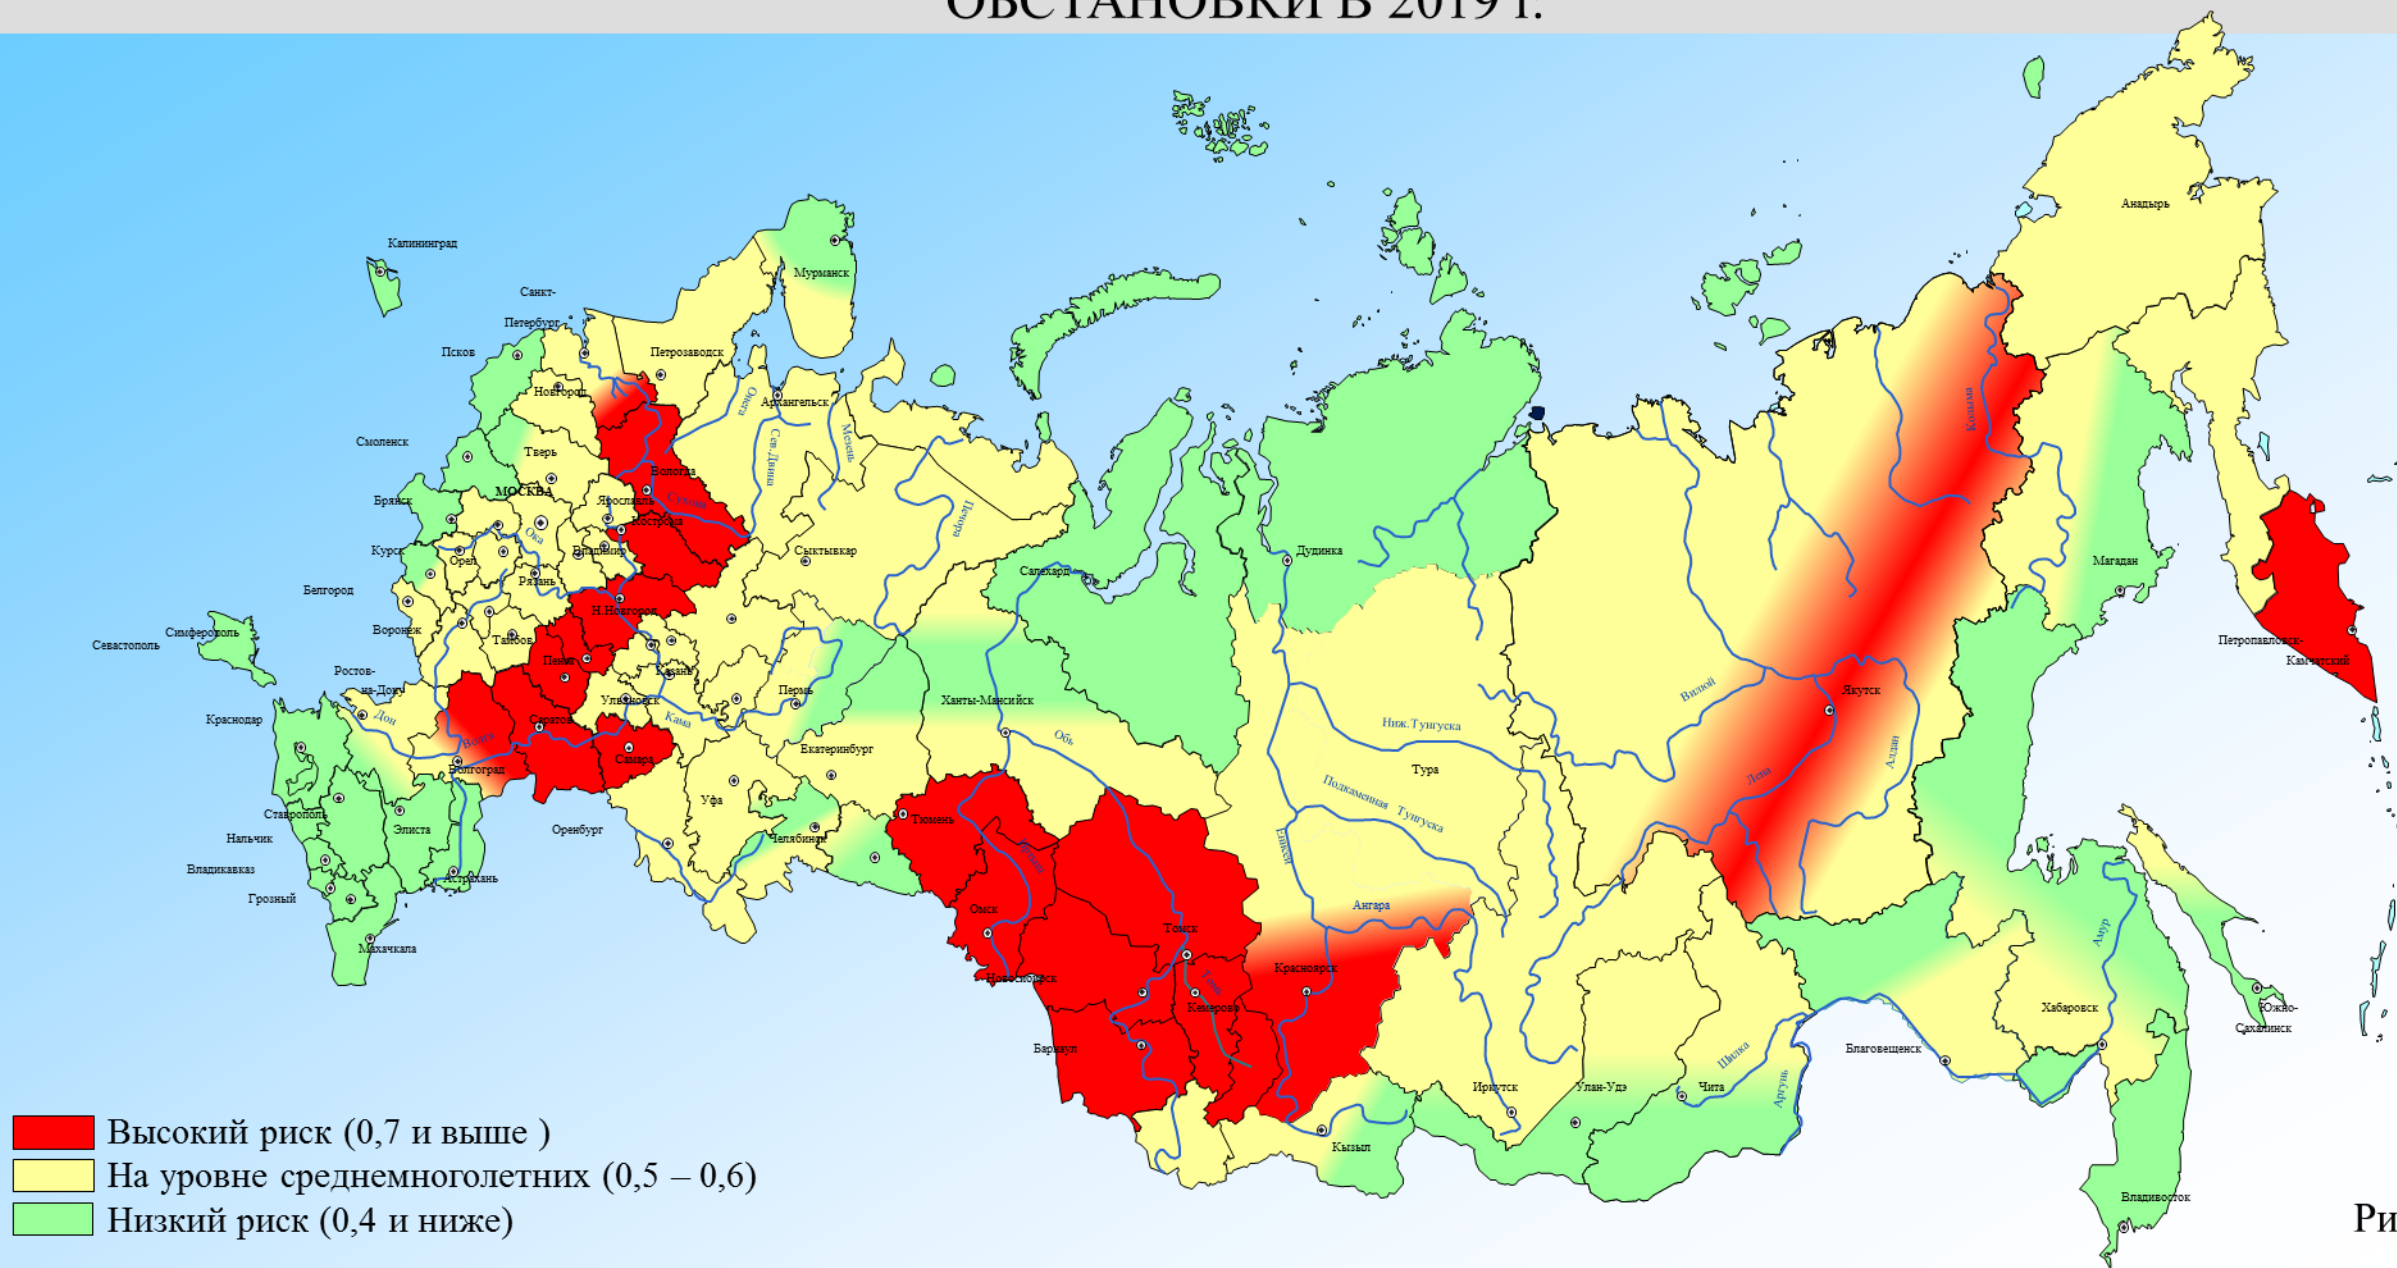 ОБСТАНОВКИ В 2019 г.
Калининград
Мурманск
Анадырь
Санкт-
Петербург
Псков
Петрозаводск
Новгород
Онега
Архангельск
Мезень
Сев.Двина
Смоленск
Тверь
Вологда
Сухона
Печора
Колыма
Брянск
МОСКВА
Ярославль
Кострома
Ока
Курск
Орел
Владимир
Сыктывкар
Дудинка
Салехард
Магадан
Рязань
Белгород
Н.Новгород
Воронеж
Тамбов
Симферополь
Севастополь
Петропавловск-
Камчатский
Пенза
Казань
Ростов-
на-Дону
Ульяновск
Пермь
Ханты-Мансийск
Вилюй
Якутск
Краснодар
Дон
Саратов
Кама
Ниж.Тунгуска
Волга
Обь
Екатеринбург
Алдан
Самара
Волгоград
Тура
Лена
Уфа
Подкаменная Тунгуска
Ставрополь
Элиста
Оренбург
Челябинск
Тюмень
Нальчик
Енисей
Иртыш
Владикавказ
Астрахань
Грозный
Омск
Ангара
Махачкала
Томск
Амур
Новосибирск
Красноярск
Томь
Кемерово
Хабаровск
Южно-
Сахалинск
Барнаул
Благовещенск
Шилка
Иркутск
Улан-Удэ
Чита
Аргунь
Кызыл
Владивосток
Высокий риск (0,7 и выше )
На уровне среднемноголетних (0,5 – 0,6)
Низкий риск (0,4 и ниже)
Ри